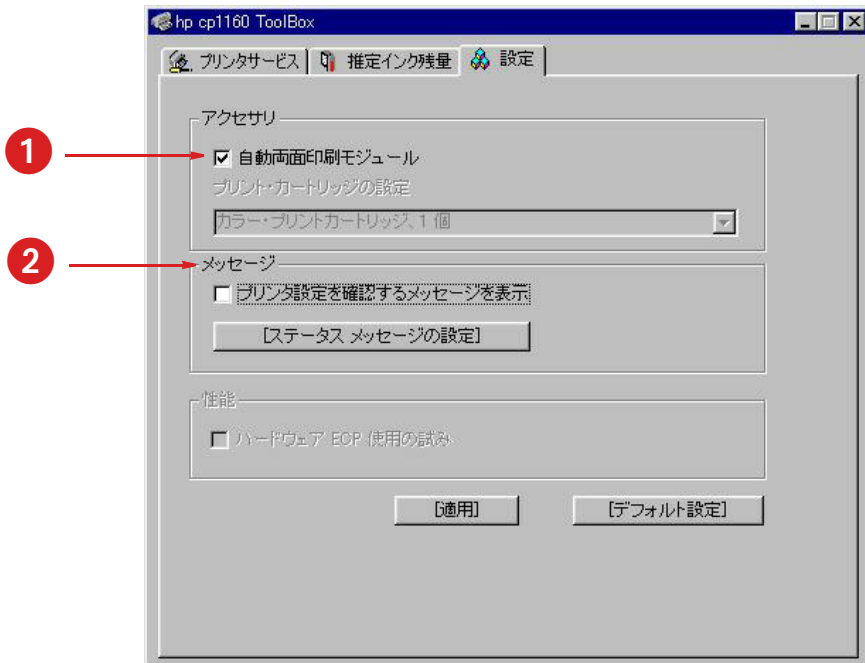 hp cp1160 ToolBox
プリンタサービス 推定インク残量 設定
アクセサリ
1
自動両面印刷モジュール
プリント・カートリッジの設定
カラー・プリントカートリッジ、1 個
2
メッセージ
プリンタ設定を確認するメッセージを表示
[ステータス メッセージの設定]
性能
ハードウェア ECP 使用の試み
[適用] [デフォルト設定]